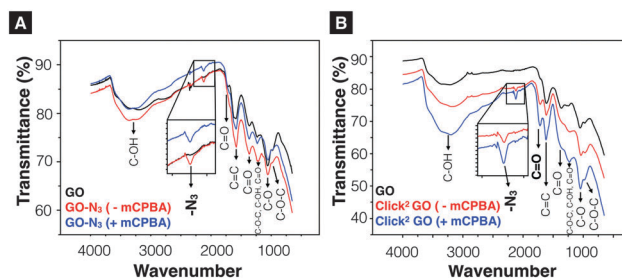 A
B
Transmittance (%)
90
80
70
60
C-OH
-N3
C=O
C=C
C=O
C-O-C, C-OH, C=O
C-O
C-O-C
GO
GO-N3 ( - mCPBA)
GO-N3 (+ mCPBA)
4000 3000 2000 1000
Wavenumber
Transmittance (%)
90
80
70
60
50
40
C-OH
-N3
C=O
C=C
C=O
C-O-C, C-OH, C=O
C-O
C-O-C
GO
Click2 GO (- mCPBA)
Click2 GO (+ mCPBA)
4000 3000 2000 1000
Wavenumber